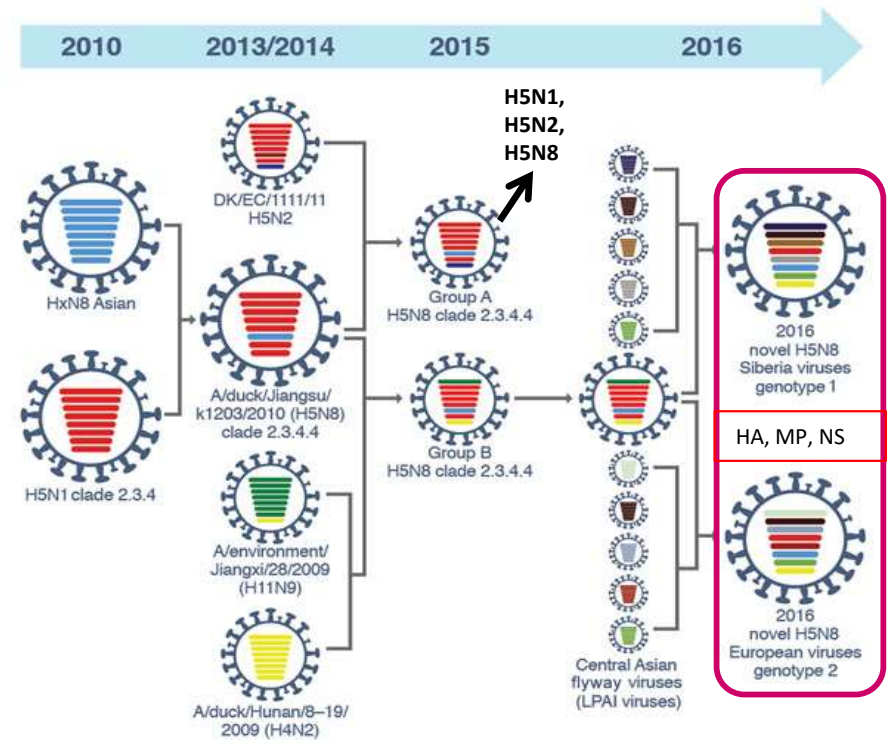 2010
2013/2014
2015
2016
H5N1,
H5N2,
H5N8
DK/EC/1111/11
H5N2
HxN8 Asian
Group A
H5N8 clade 2.3.4.4
A/duck/Jiangsu/
k1203/2010 (H5N8)
clade 2.3.4.4
H5N1 clade 2.3.4
Group B
H5N8 clade 2.3.4.4
A/environment/
Jiangxi/28/2009
(H11N9)
A/duck/Hunan/8–19/
2009 (H4N2)
Central Asian
flyway viruses
(LPAI viruses)
2016
novel H5N8
Siberia viruses
genotype 1
HA, MP, NS
2016
novel H5N8
European viruses
genotype 2